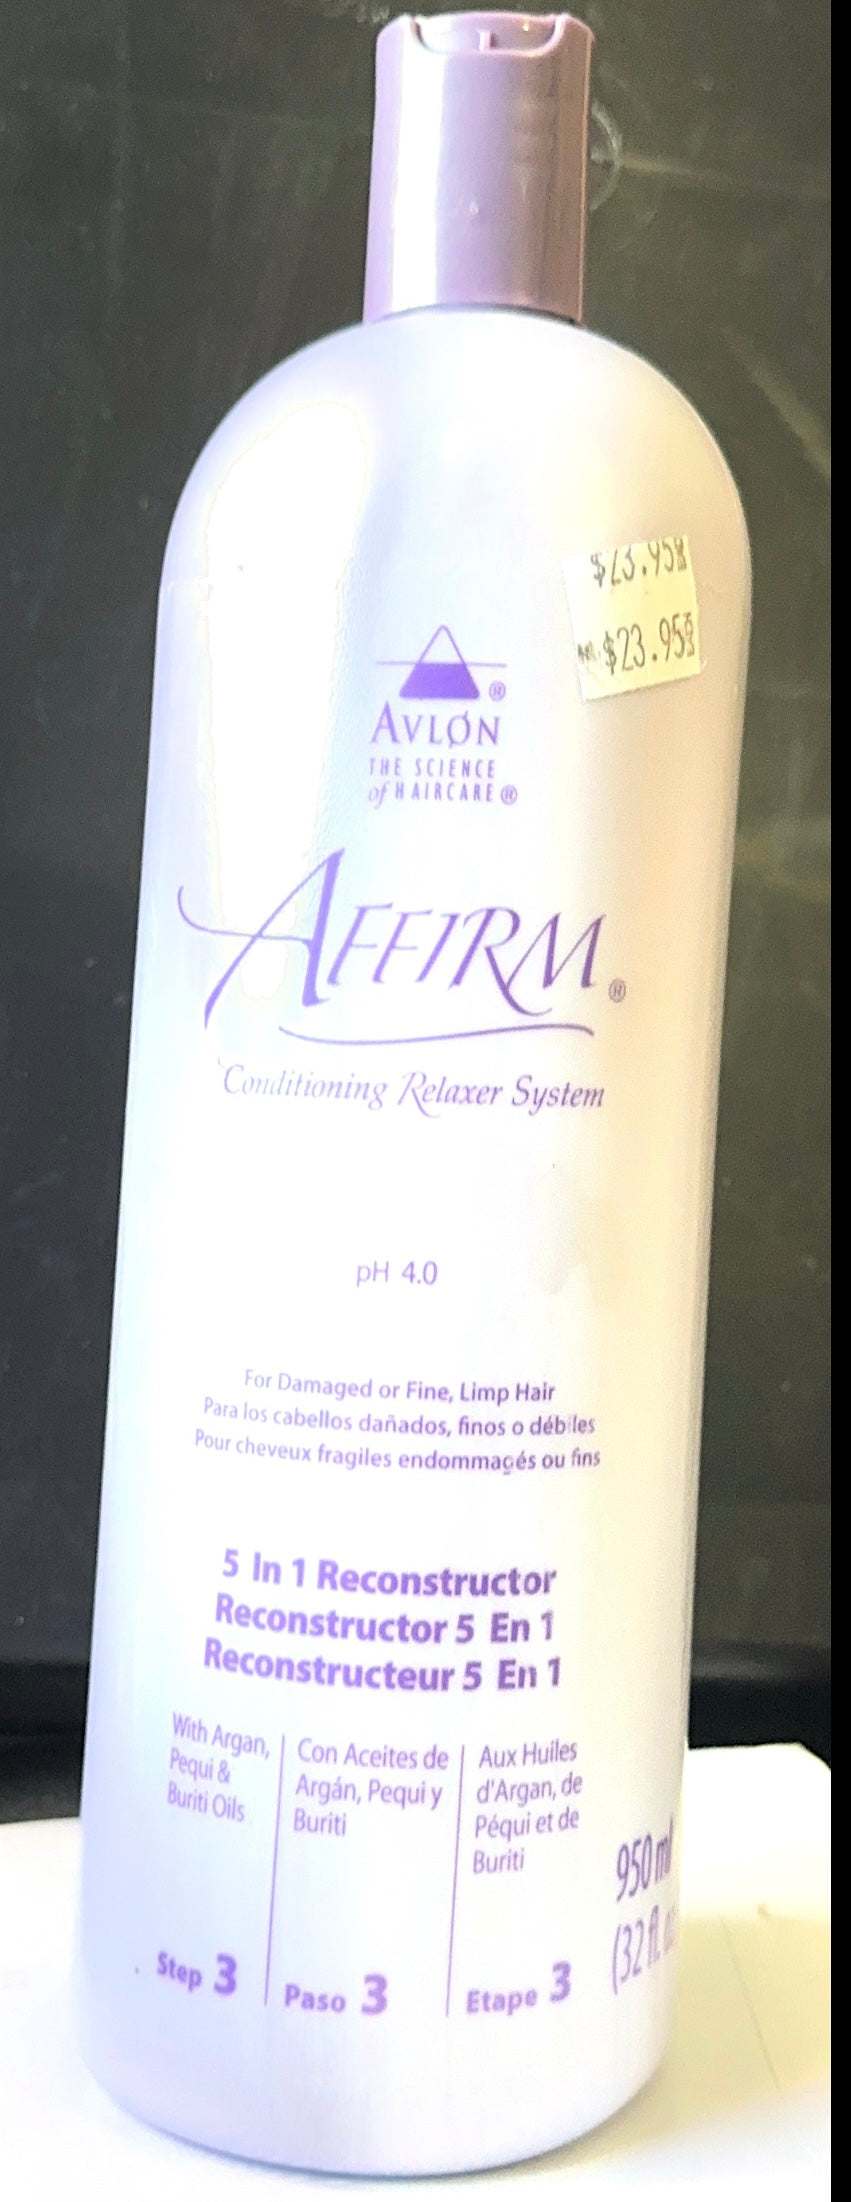 $23.95
$23.95
AVLON
THE SCIENCE
of HAIRCARE®
AFFIRM®
Conditioning Relaxer System
pH 4.0
For Damaged or Fine, Limp Hair
Para los cabellos dañados, finos o débiles
Pour cheveux fragiles endommagés ou fins
5 In 1 Reconstructor
Reconstructor 5 En 1
Reconstructeur 5 En 1
With Argan,
Pequi &
Buriti Oils
Con Aceites de
Argán, Pequi y
Buriti
Aux Huiles
d'Argan, de
Péqui et de
Buriti
Step 3
Paso 3
Etape 3
950 ml
(32 fl. oz